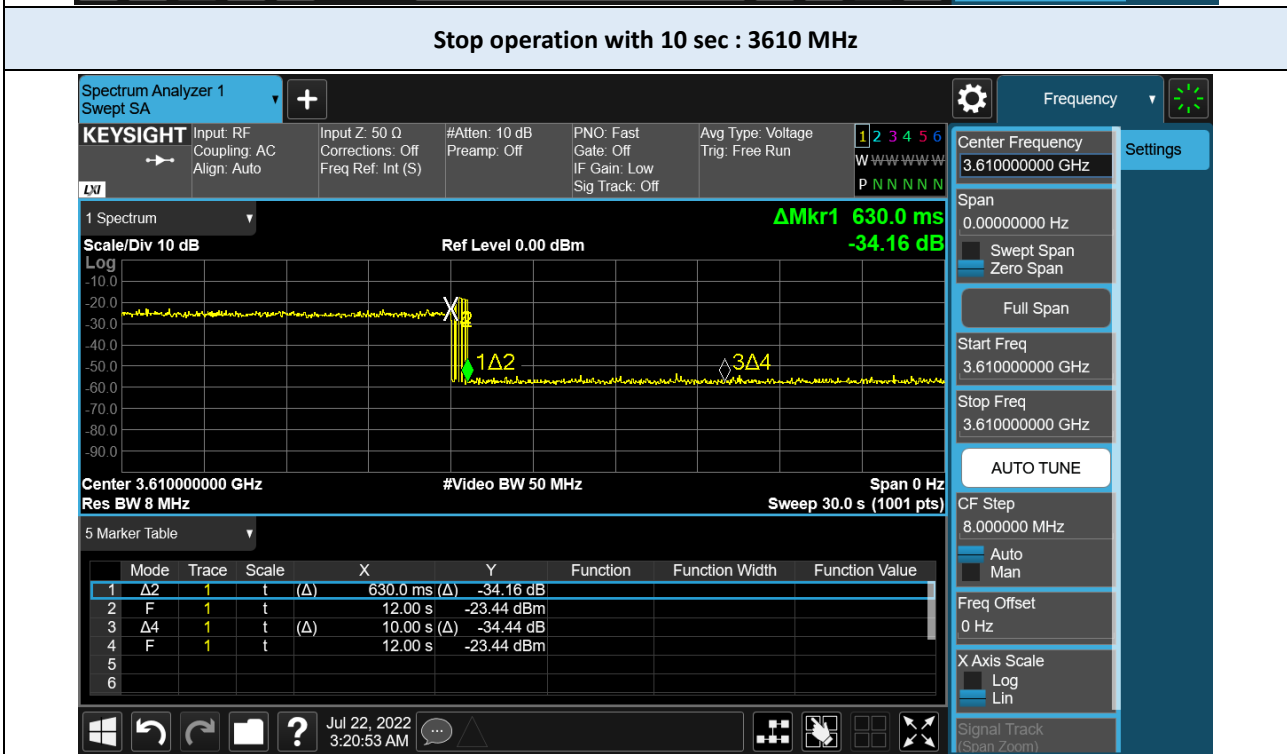 Stop operation with 10 sec : 3610 MHz
Spectrum Analyzer 1
Swept SA
Frequency
KEYSIGHT
LXI
Input: RF
Coupling: AC
Align: Auto
Input Z: 50 Ω
Corrections: Off
Freq Ref: Int (S)
#Atten: 10 dB
Preamp: Off
PNO: Fast
Gate: Off
IF Gain: Low
Sig Track: Off
Avg Type: Voltage
Trig: Free Run
1 2 3 4 5 6
W W W W W W
P N N N N N
1 Spectrum
ΔMkr1 630.0 ms
-34.16 dB
Scale/Div 10 dB
Ref Level 0.00 dBm
Log
-10.0
-20.0
-30.0
-40.0
-50.0
-60.0
-70.0
-80.0
-90.0
X
1Δ2
3Δ4
Center 3.610000000 GHz
#Video BW 50 MHz
Span 0 Hz
Res BW 8 MHz
Sweep 30.0 s (1001 pts)
5 Marker Table
Mode Trace Scale X Y Function Function Width Function Value
1 Δ2 1 t (Δ) 630.0 ms (Δ) -34.16 dB
2 F 1 t 12.00 s -23.44 dBm
3 Δ4 1 t (Δ) 10.00 s (Δ) -34.44 dB
4 F 1 t 12.00 s -23.44 dBm
5
6
Jul 22, 2022
3:20:53 AM
Settings
Center Frequency
3.610000000 GHz
Span
0.00000000 Hz
Swept Span
Zero Span
Full Span
Start Freq
3.610000000 GHz
Stop Freq
3.610000000 GHz
AUTO TUNE
CF Step
8.000000 MHz
Auto
Man
Freq Offset
0 Hz
X Axis Scale
Log
Lin
Signal Track
(Span Zoom)